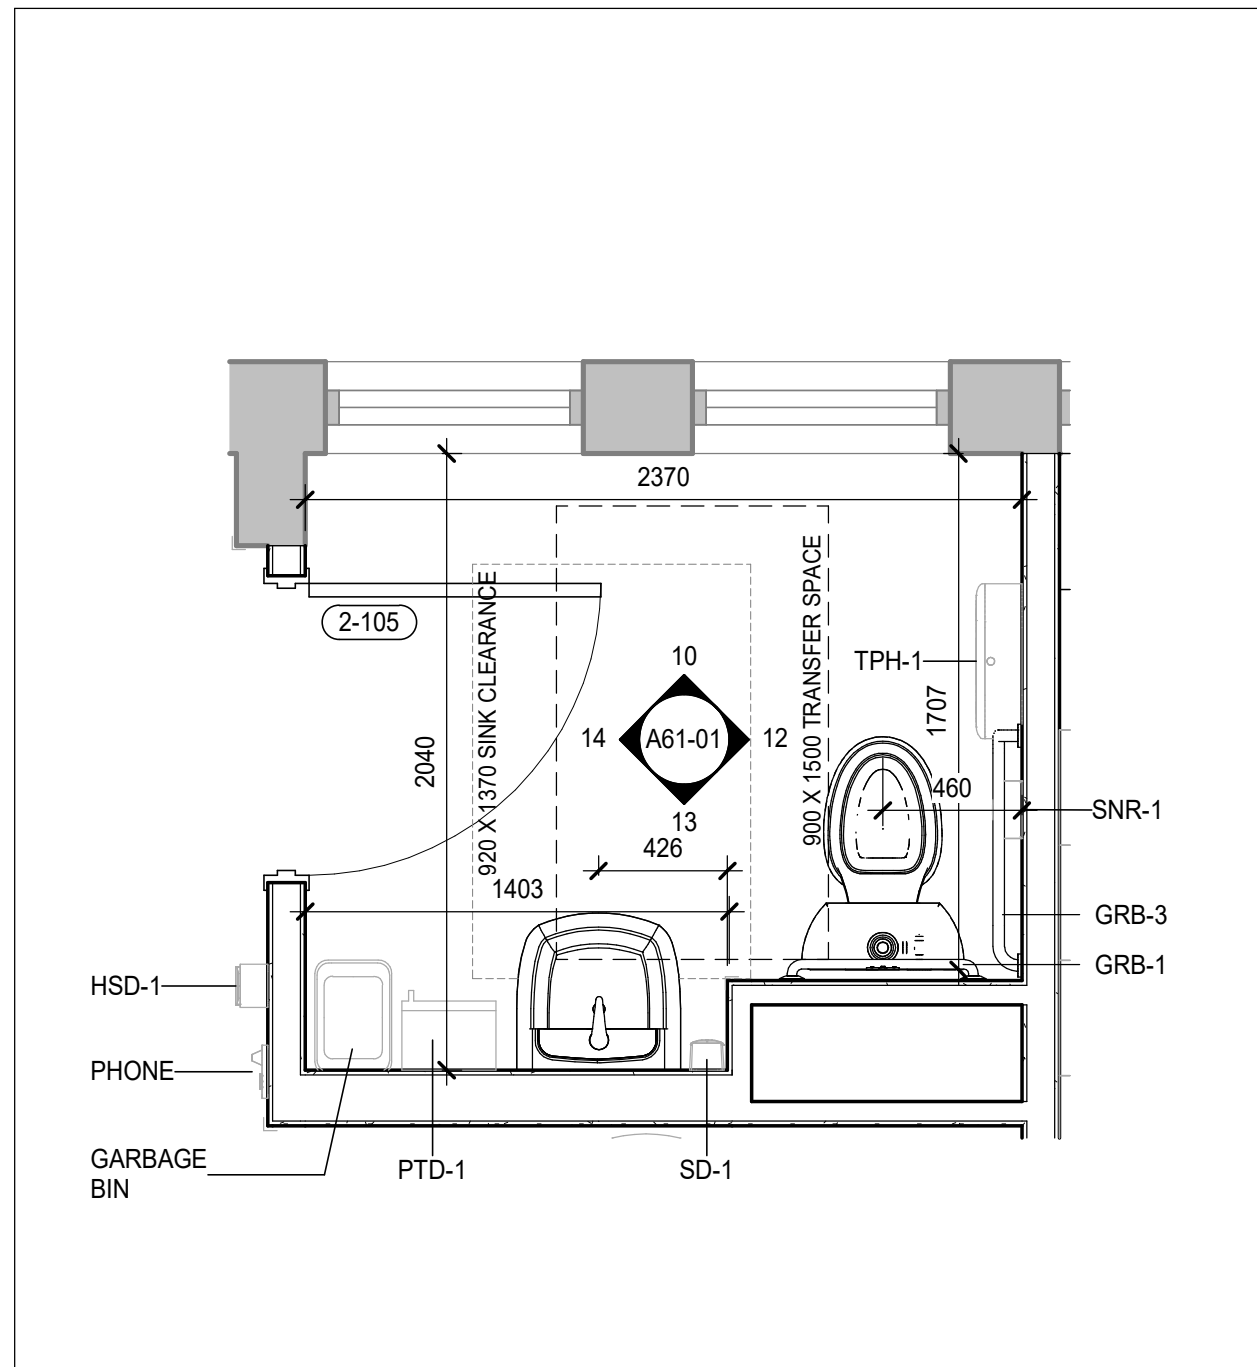 2370
2-105
920 X 1370 SINK CLEARANCE
900 X 1500 TRANSFER SPACE
10
TPH-1
1707
14
A61-01
12
2040
460
SNR-1
13
426
1403
GRB-3
GRB-1
HSD-1
PHONE
GARBAGE
BIN
PTD-1
SD-1